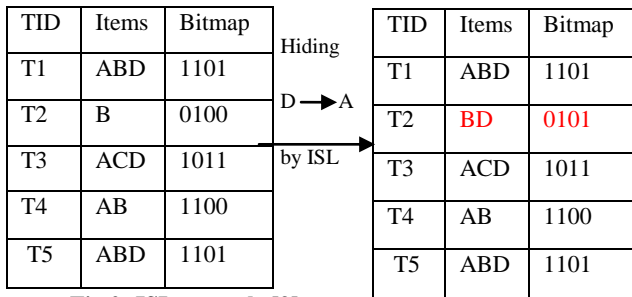 TID Items Bitmap
T1 ABD 1101
T2 B 0100
T3 ACD 1011
T4 AB 1100
T5 ABD 1101
Hiding
D → A
by ISL
TID Items Bitmap
T1 ABD 1101
T2 BD 0101
T3 ACD 1011
T4 AB 1100
T5 ABD 1101